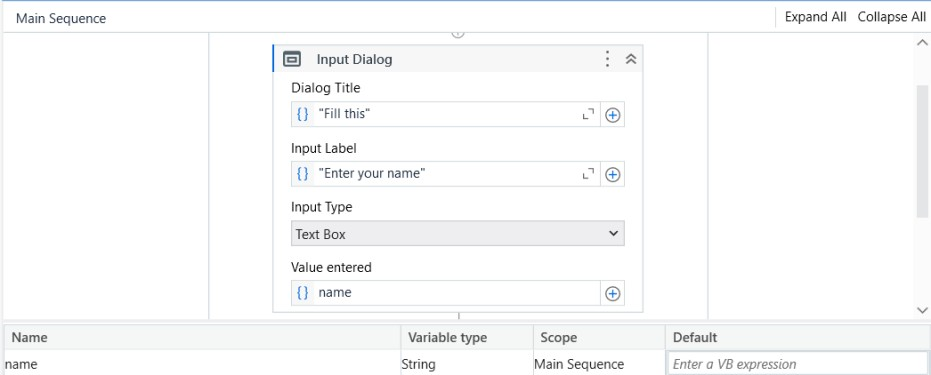 Main Sequence Expand All Collapse All
Input Dialog
Dialog Title
"Fill this"
Input Label
"Enter your name"
Input Type
Text Box
Value entered
name
Name Variable type Scope Default
name String Main Sequence Enter a VB expression